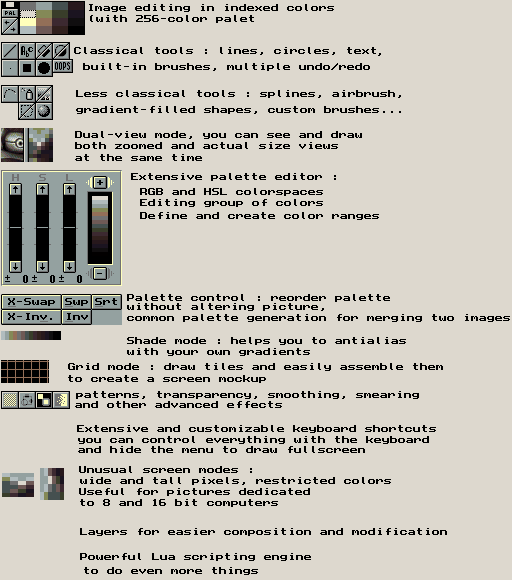 PAL
Image editing in indexed colors
(with 256-color palet
ABC
Classical tools : lines, circles, text,
OOPS
built-in brushes, multiple undo/redo
Less classical tools : splines, airbrush,
gradient-filled shapes, custom brushes...
Dual-view mode, you can see and draw
both zoomed and actual size views
at the same time
H S L
Extensive palette editor :
RGB and HSL colorspaces
Editing group of colors
Define and create color ranges
± 0 ± 0 ± 0
X-Swap Swp Srt
Palette control : reorder palette
without altering picture,
X-Inv. Inv
common palette generation for merging two images
Shade mode : helps you to antialias
with your own gradients
Grid mode : draw tiles and easily assemble them
to create a screen mockup
patterns, transparency, smoothing, smearing
and other advanced effects
Extensive and customizable keyboard shortcuts
you can control everything with the keyboard
and hide the menu to draw fullscreen
Unusual screen modes :
wide and tall pixels, restricted colors
Useful for pictures dedicated
to 8 and 16 bit computers
Layers for easier composition and modification
Powerful Lua scripting engine
to do even more things